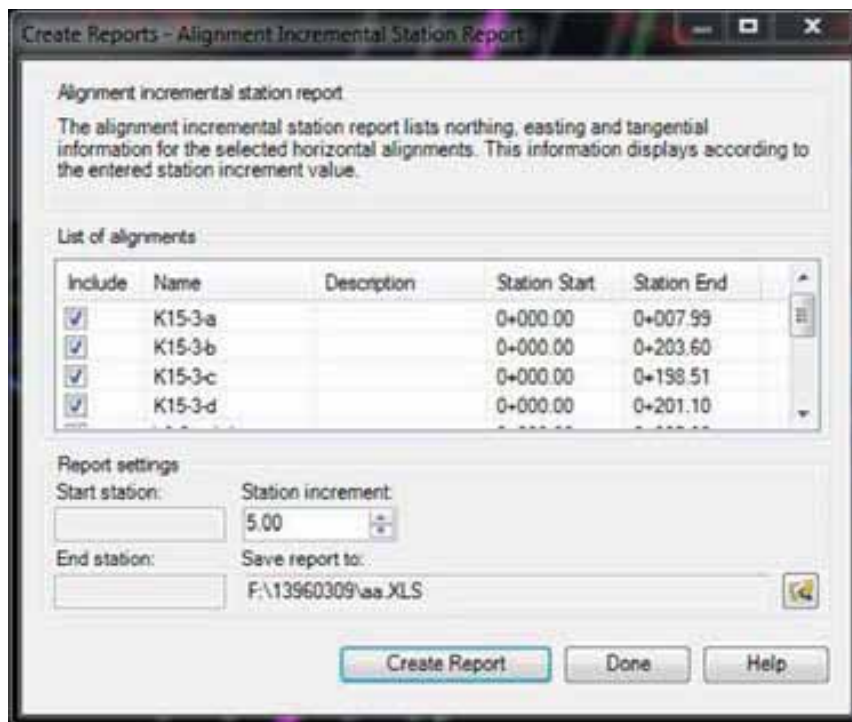 Create Reports - Alignment Incremental Station Report
Alignment incremental station report
The alignment incremental station report lists northing, easting and tangential
information for the selected horizontal alignments. This information displays according to
the entered station increment value.
List of alignments
Include Name Description Station Start Station End
K15-3-a 0+000.00 0+007.99
K15-3-b 0+000.00 0+203.60
K15-3-c 0+000.00 0+198.51
K15-3-d 0+000.00 0+201.10
Report settings
Start station: Station increment:
5.00
End station: Save report to:
F:\13960309\aa.XLS
Create Report Done Help